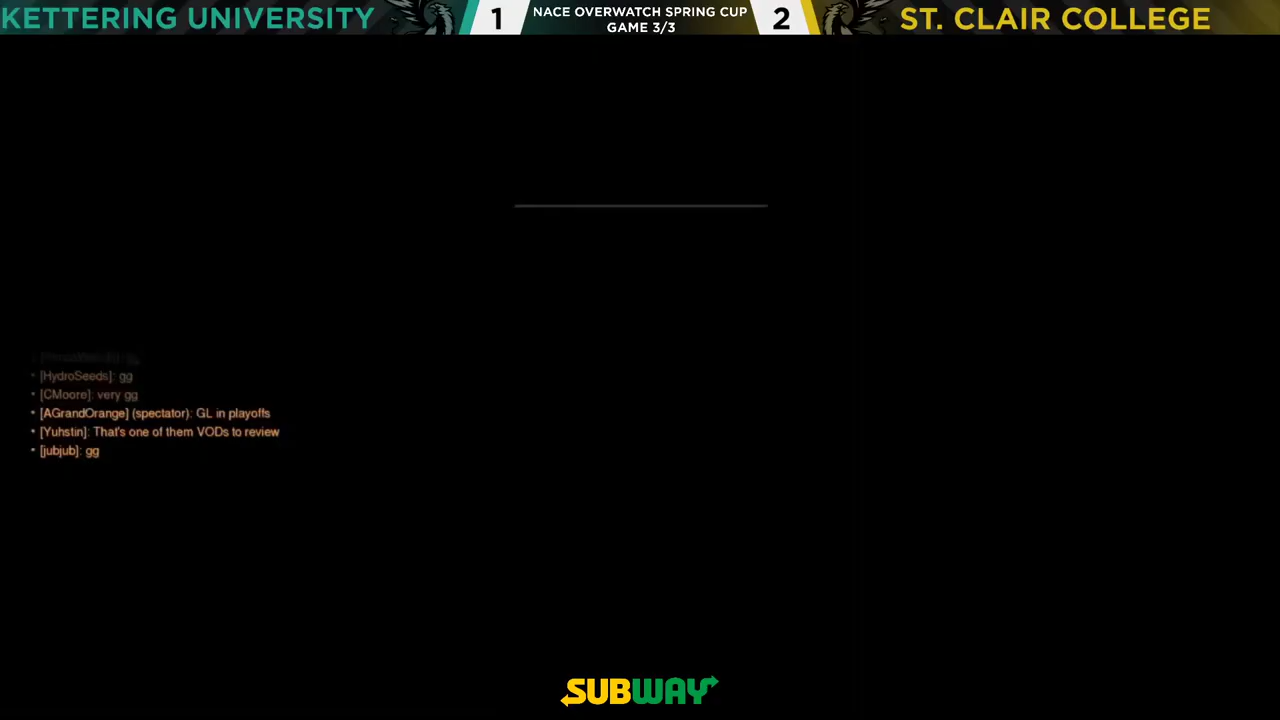 KETTERING UNIVERSITY
1
NACE OVERWATCH SPRING CUP
GAME 3/3
2
ST. CLAIR COLLEGE
[HydroSeeds]: gg
[CMoore]: very gg
[AGrandOrange] (spectator): GL in playoffs
[Yuhstin]: That's one of them VODs to review
[jubjub]: gg
SUBWAY